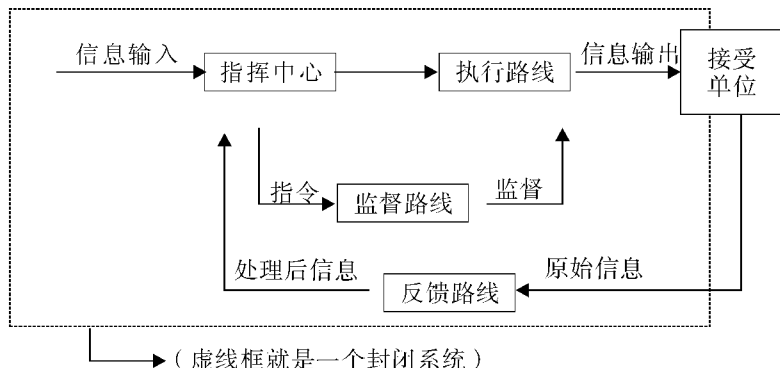 信息输入
指挥中心
执行路线
信息输出
接受
单位
指令
监督路线
监督
处理后信息
反馈路线
原始信息
(虚线框就是一个封闭系统)